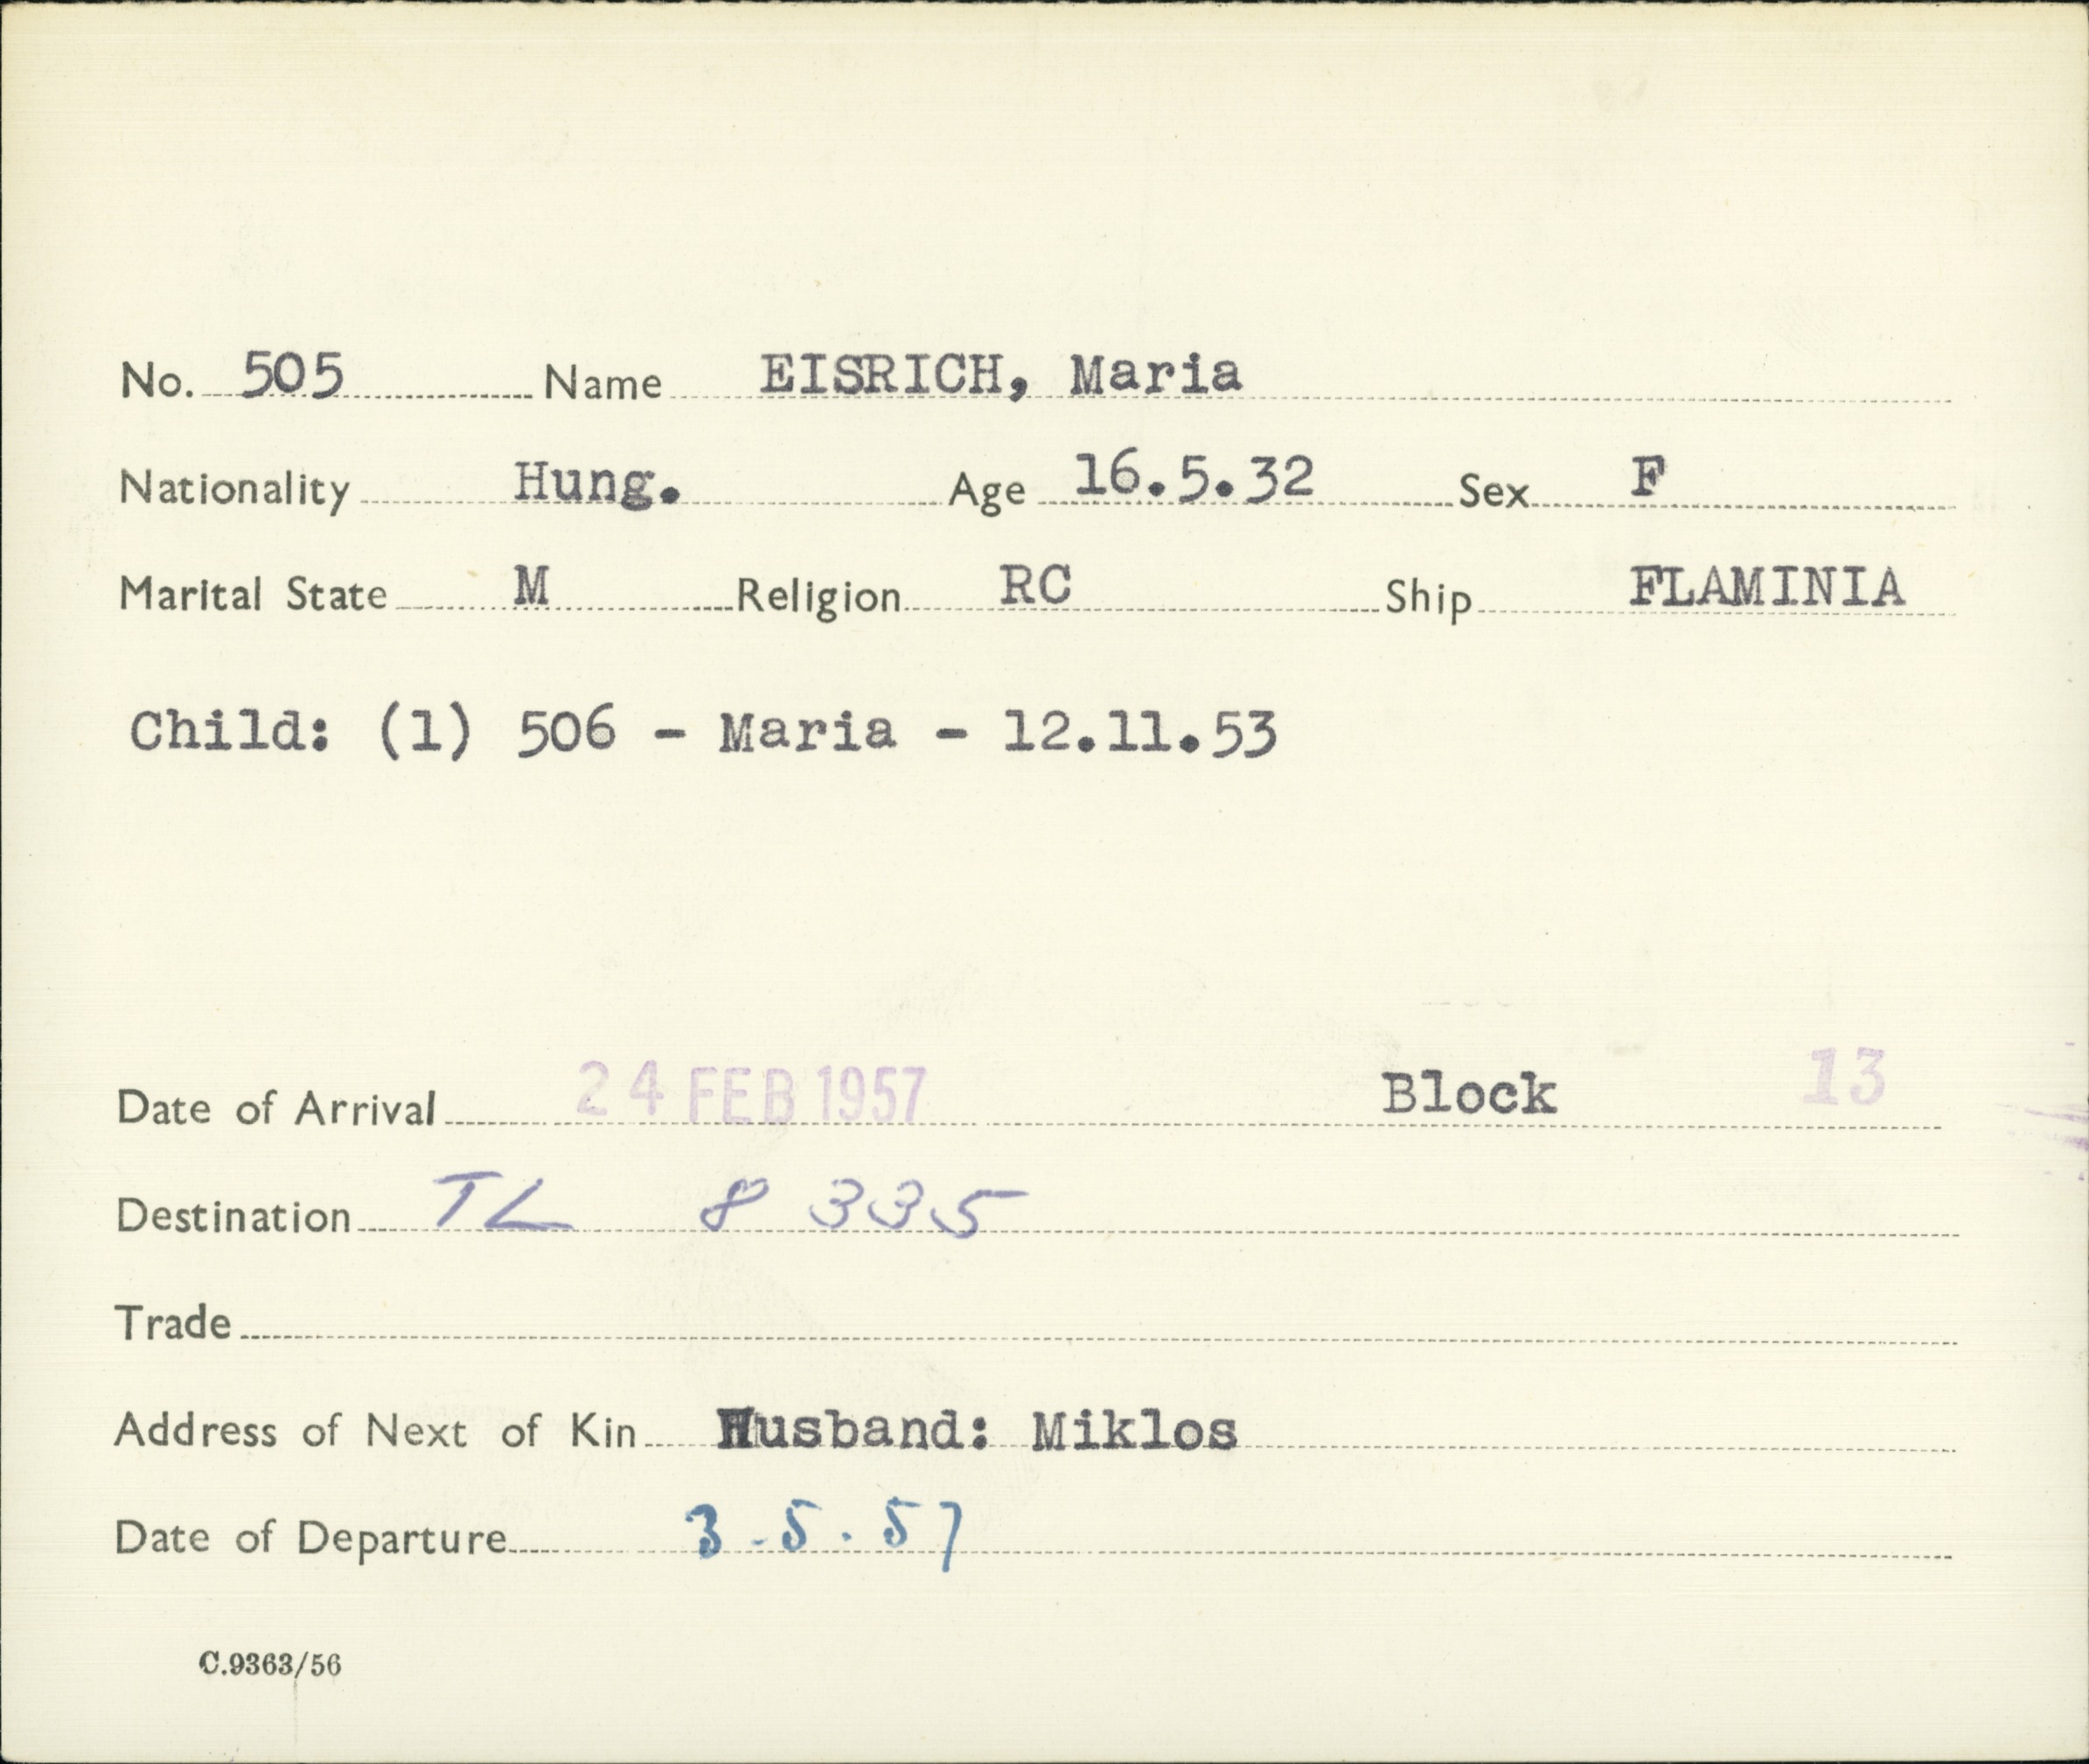 No. 505 Name EISRICH, Maria
Nationality Hung. Age 16.5.32 Sex F
Marital State M Religion RC Ship FLAMINIA
Child: (1) 506 - Maria - 12.11.53
Date of Arrival 24 FEB 1957 Block 13
Destination TL 8 335
Trade
Address of Next of Kin Husband: Miklos
Date of Departure 3-5.57
C.9363/56